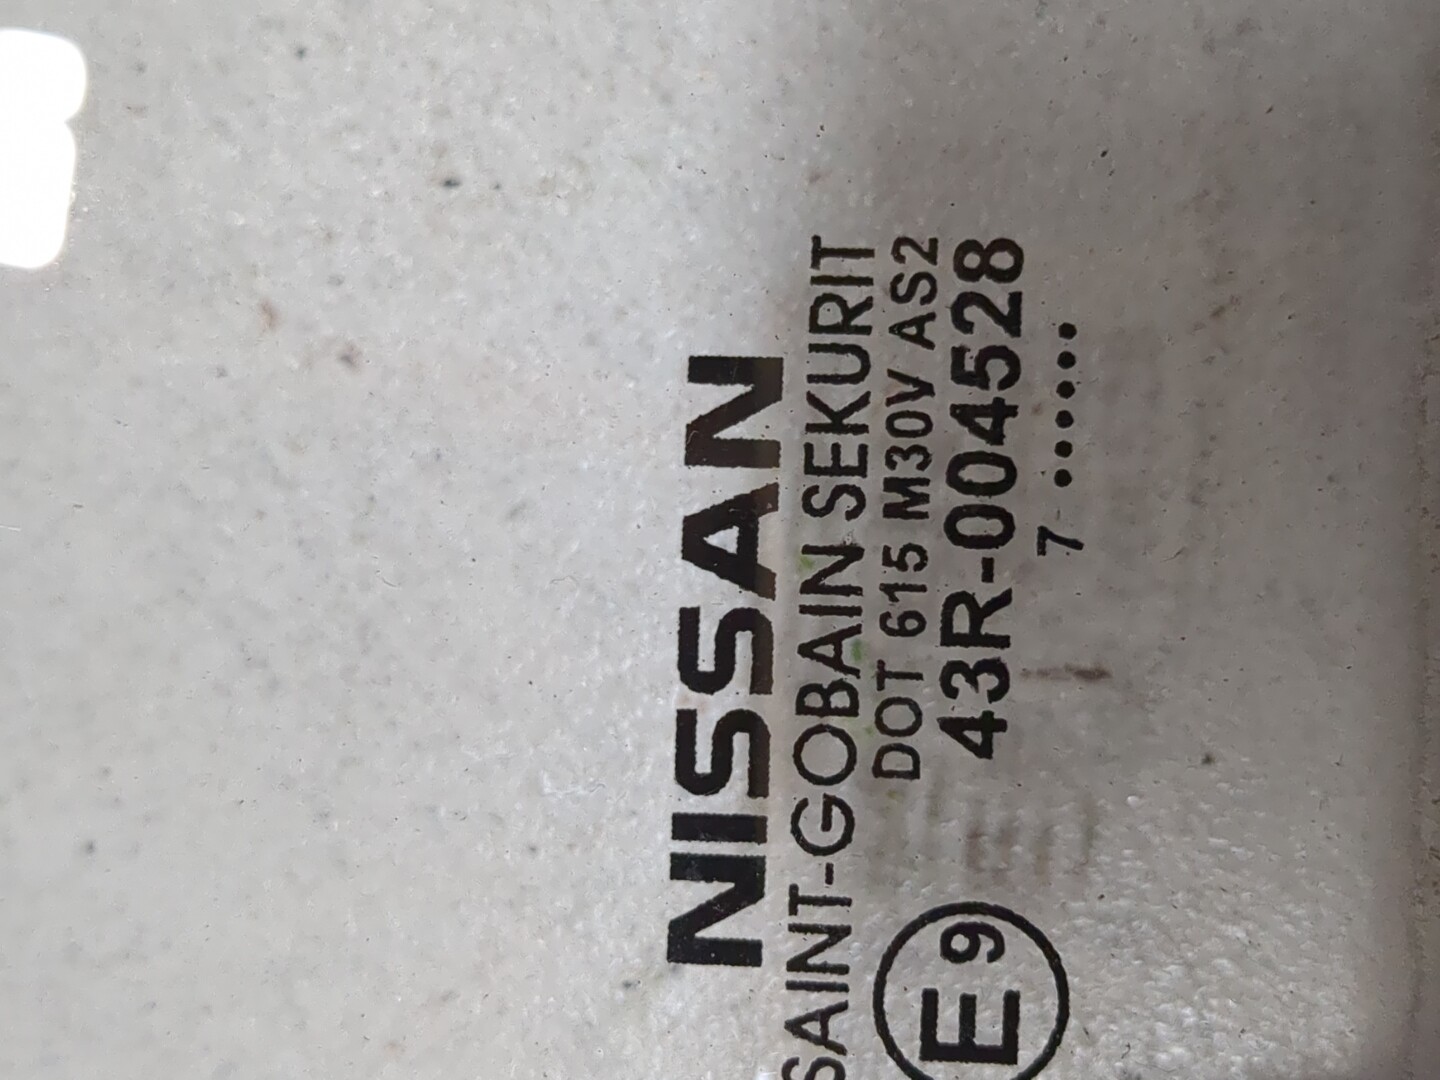 NISSAN
SAINT-GOBAIN SEKURIT
DOT 615 M30V AS2
E9 43R-004528
7 ......